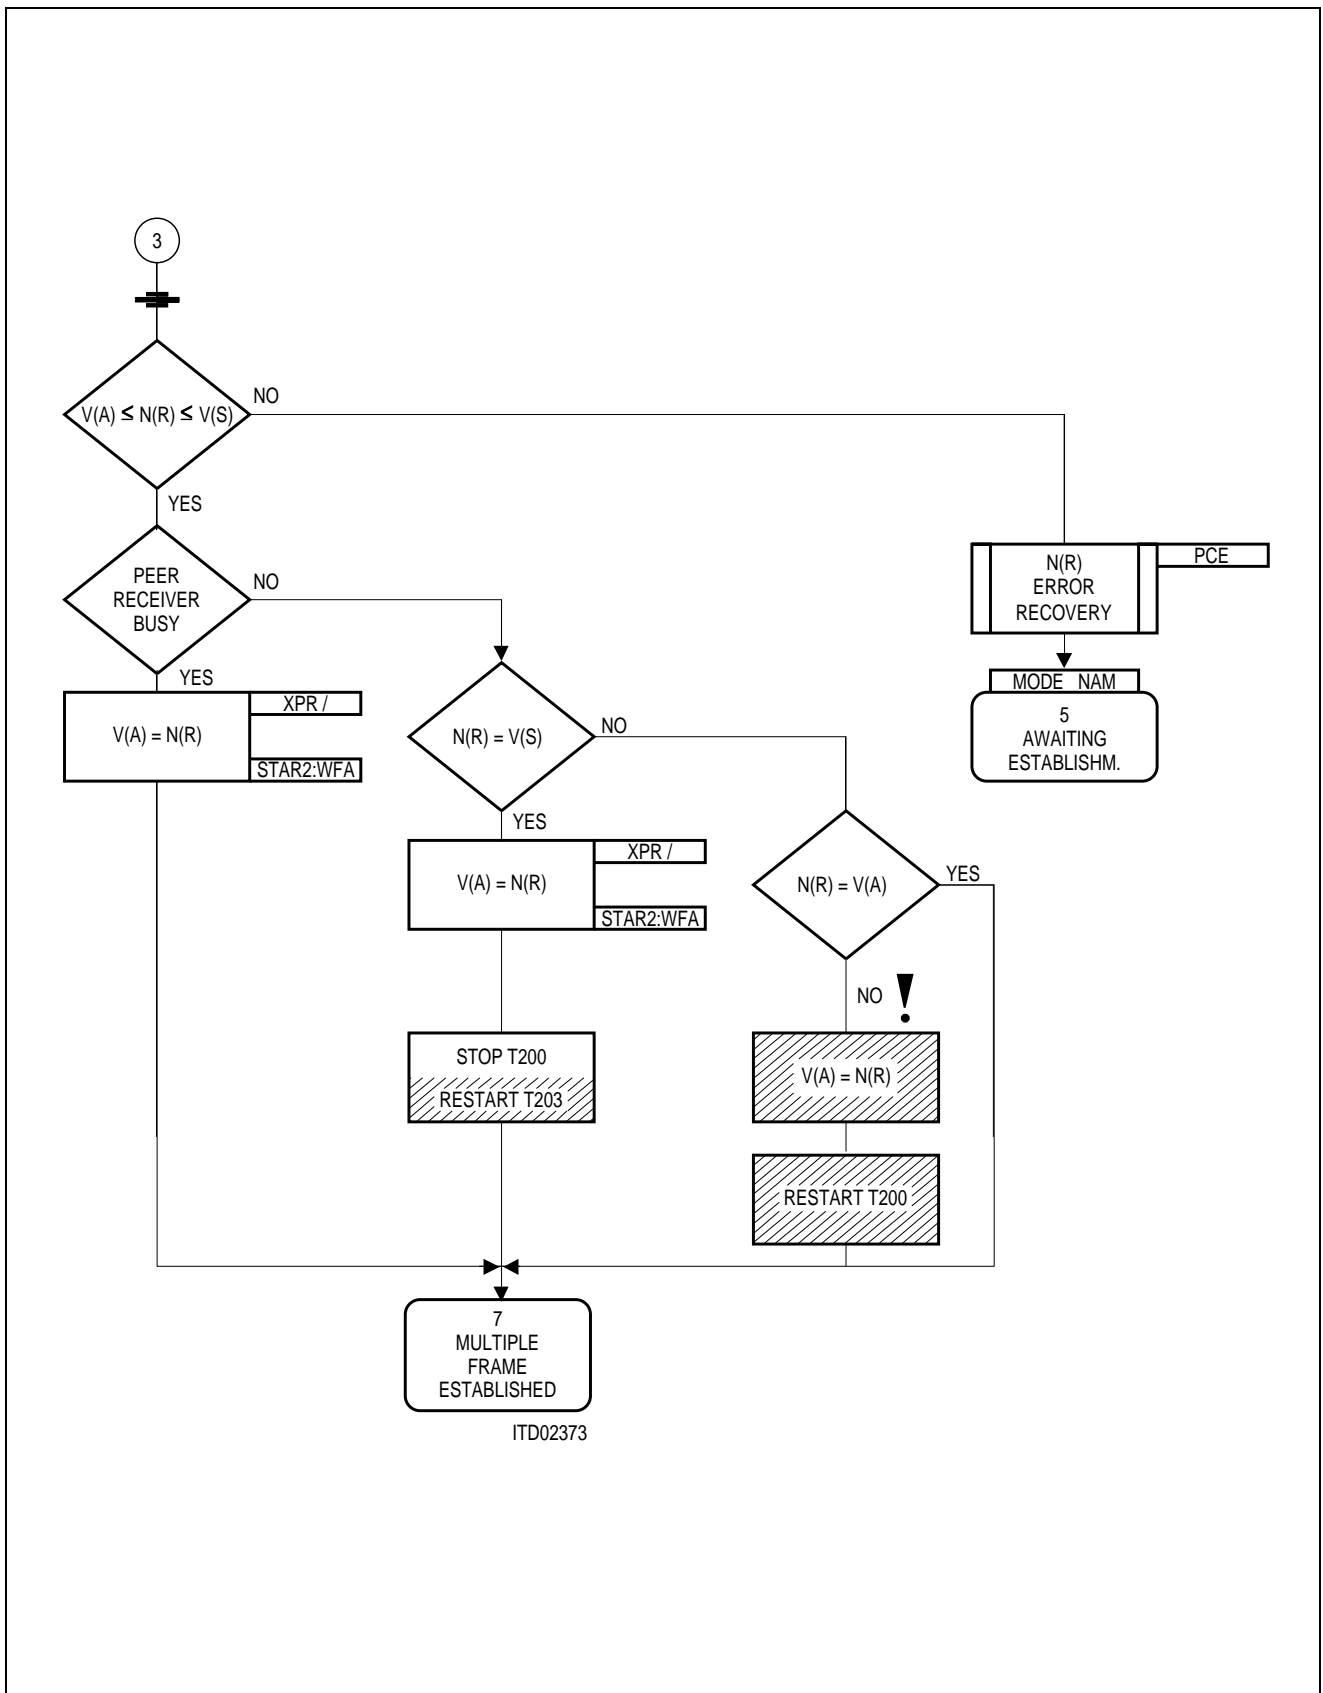 3
V(A) ≤ N(R) ≤ V(S)
NO
YES
PEER
RECEIVER
BUSY
NO
YES
N(R)
ERROR
RECOVERY
PCE
MODE NAM
5
AWAITING
ESTABLISHM.
V(A) = N(R)
XPR /
STAR2:WFA
N(R) = V(S)
NO
YES
V(A) = N(R)
XPR /
STAR2:WFA
N(R) = V(A)
YES
NO !
STOP T200
RESTART T203
V(A) = N(R)
RESTART T200
7
MULTIPLE
FRAME
ESTABLISHED
ITD02373